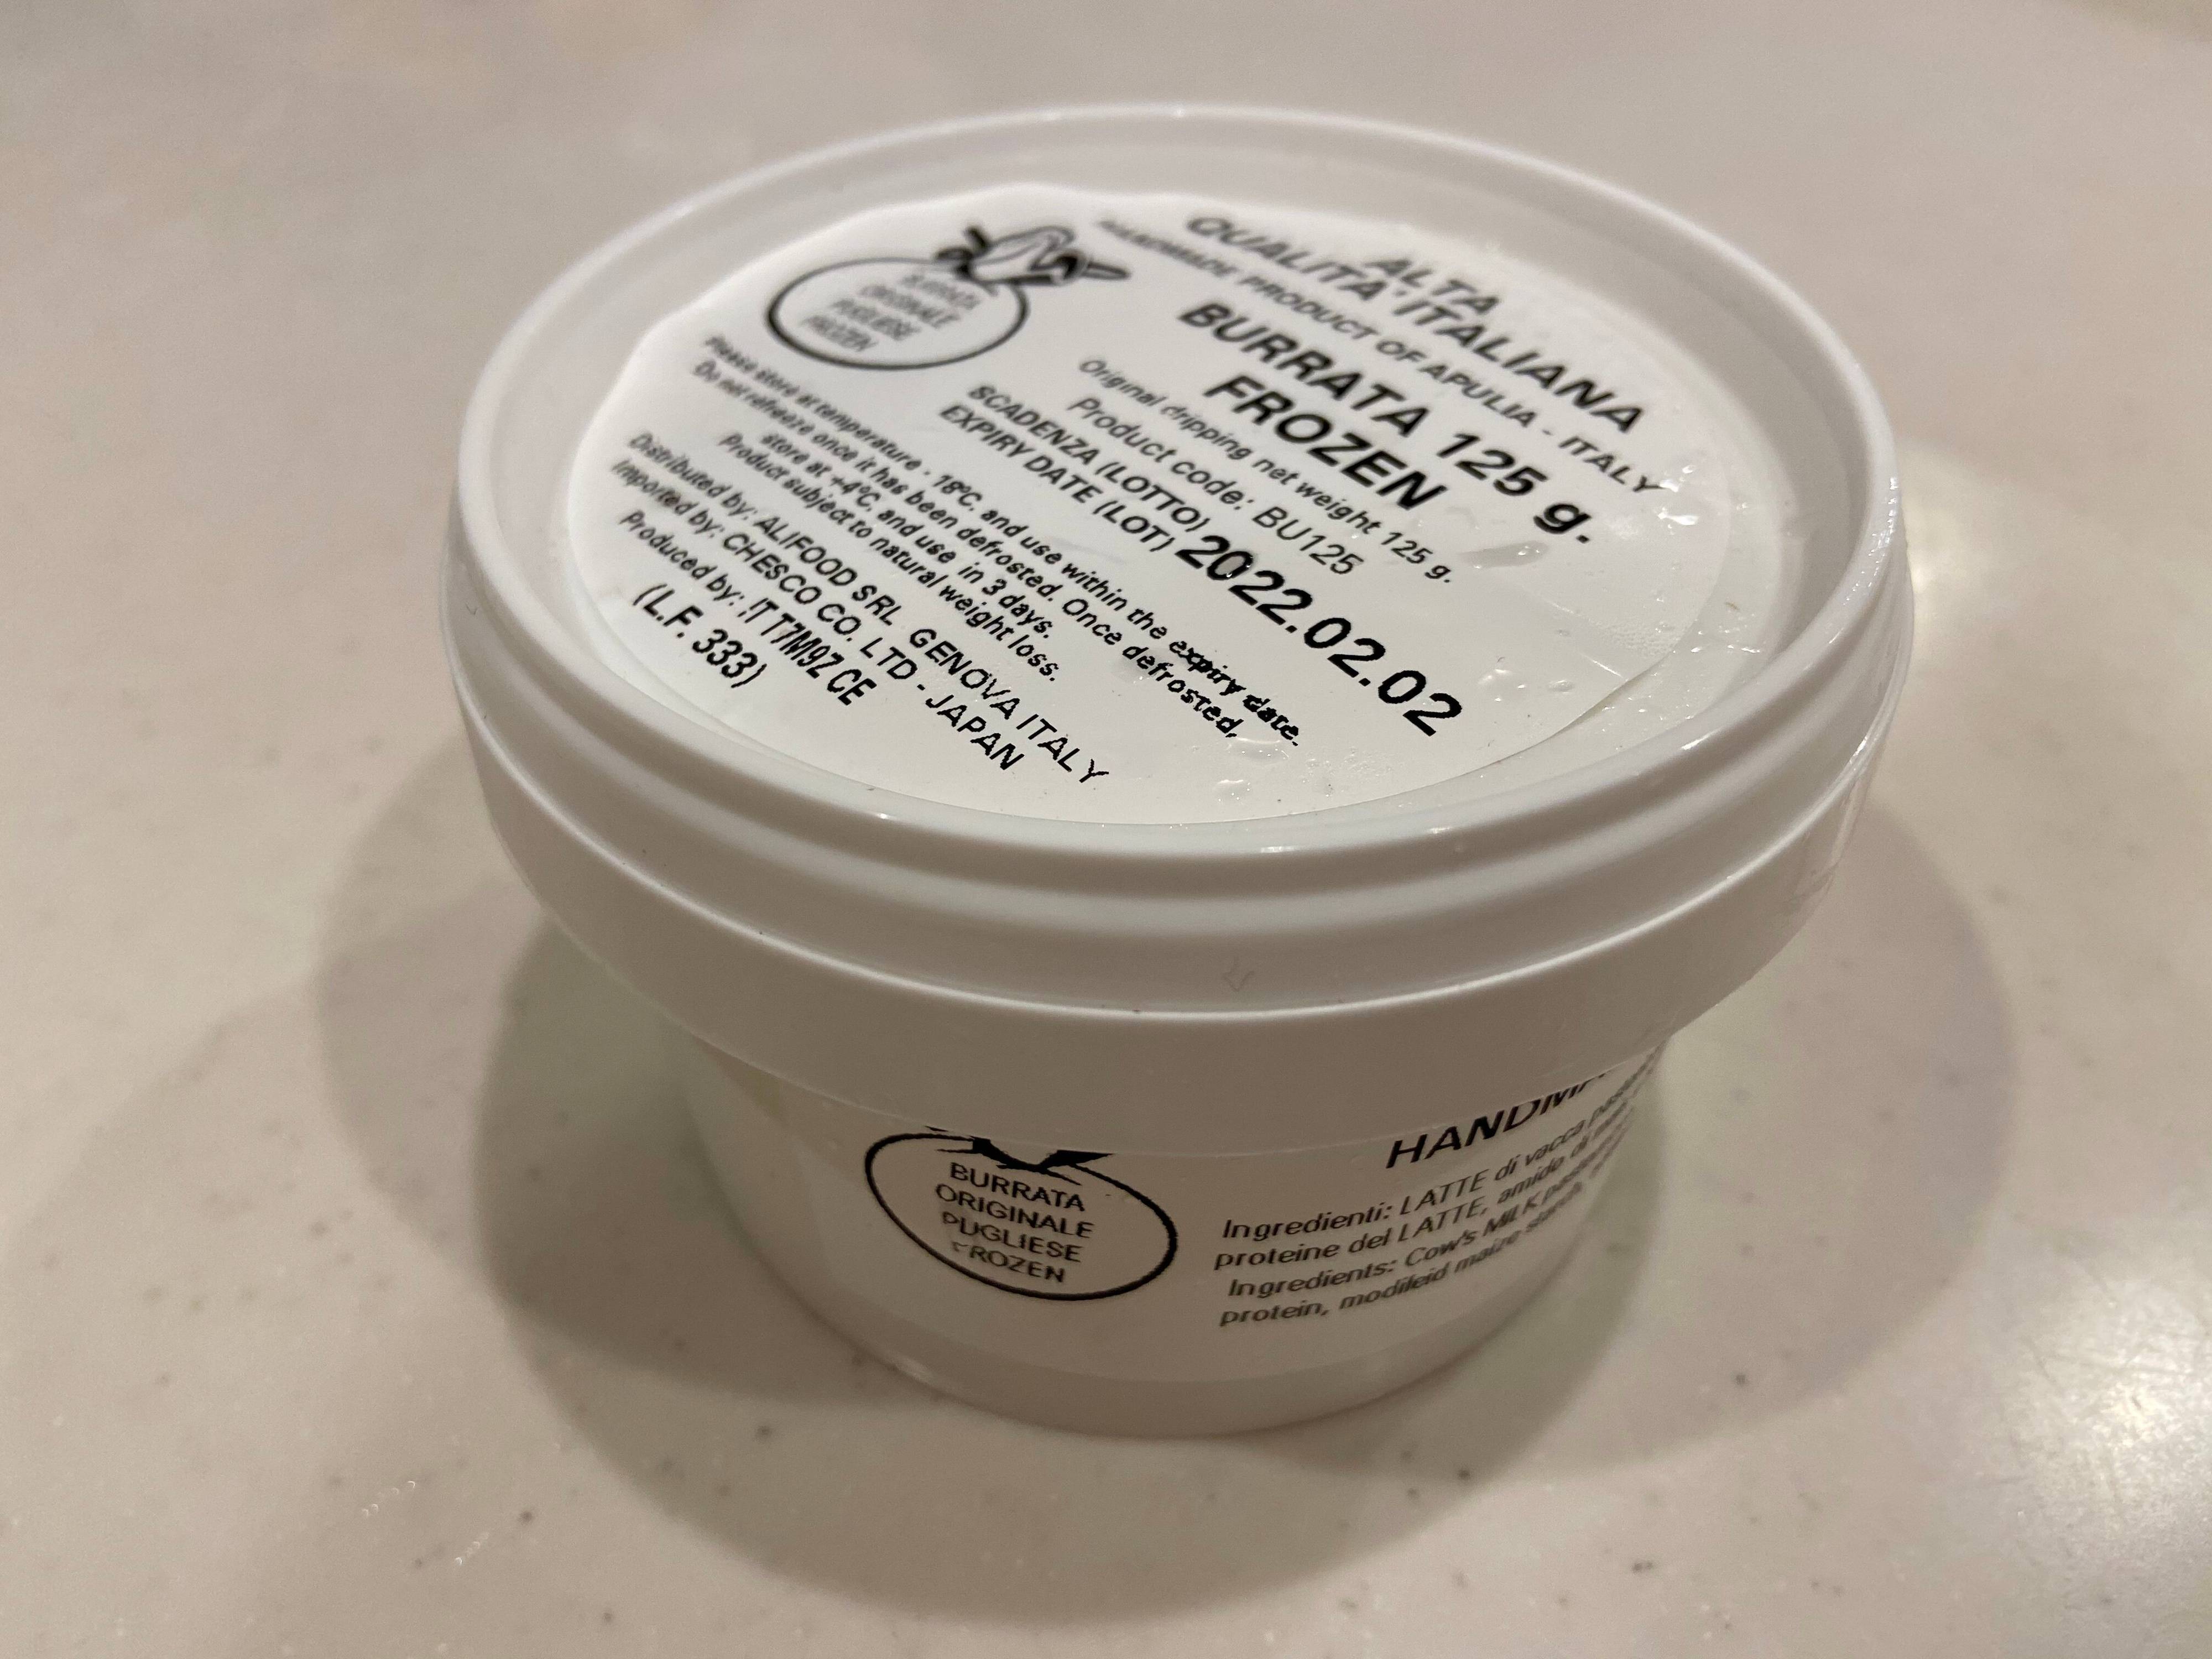 ALTA
QUALITA' ITALIANA
HANDMADE PRODUCT OF APULIA - ITALY
BURRATA 125 g.
FROZEN
Original dripping net weight 125 g.
Product code: BU125
SCADENZA (LOTTO)
EXPIRY DATE (LOT) 2022.02.02
BURRATA
ORIGINALE
PUGLIESE
FROZEN
Please store at temperature - 18°C. and use within the expiry date.
Do not refreeze once it has been defrosted. Once defrosted,
store at +4°C. and use in 3 days.
Product subject to natural weight loss.
Distributed by: ALIFOOD SRL GENOVA ITALY
Imported by: CHESCO CO. LTD - JAPAN
Produced by: IT T7M9Z CE
(L.F. 333)
BURRATA
ORIGINALE
PUGLIESE
FROZEN
Ingredienti: LATTE di vacca
proteine del LATTE, amido di
Ingredients: Cow's MILK
protein, modileid maize starch,